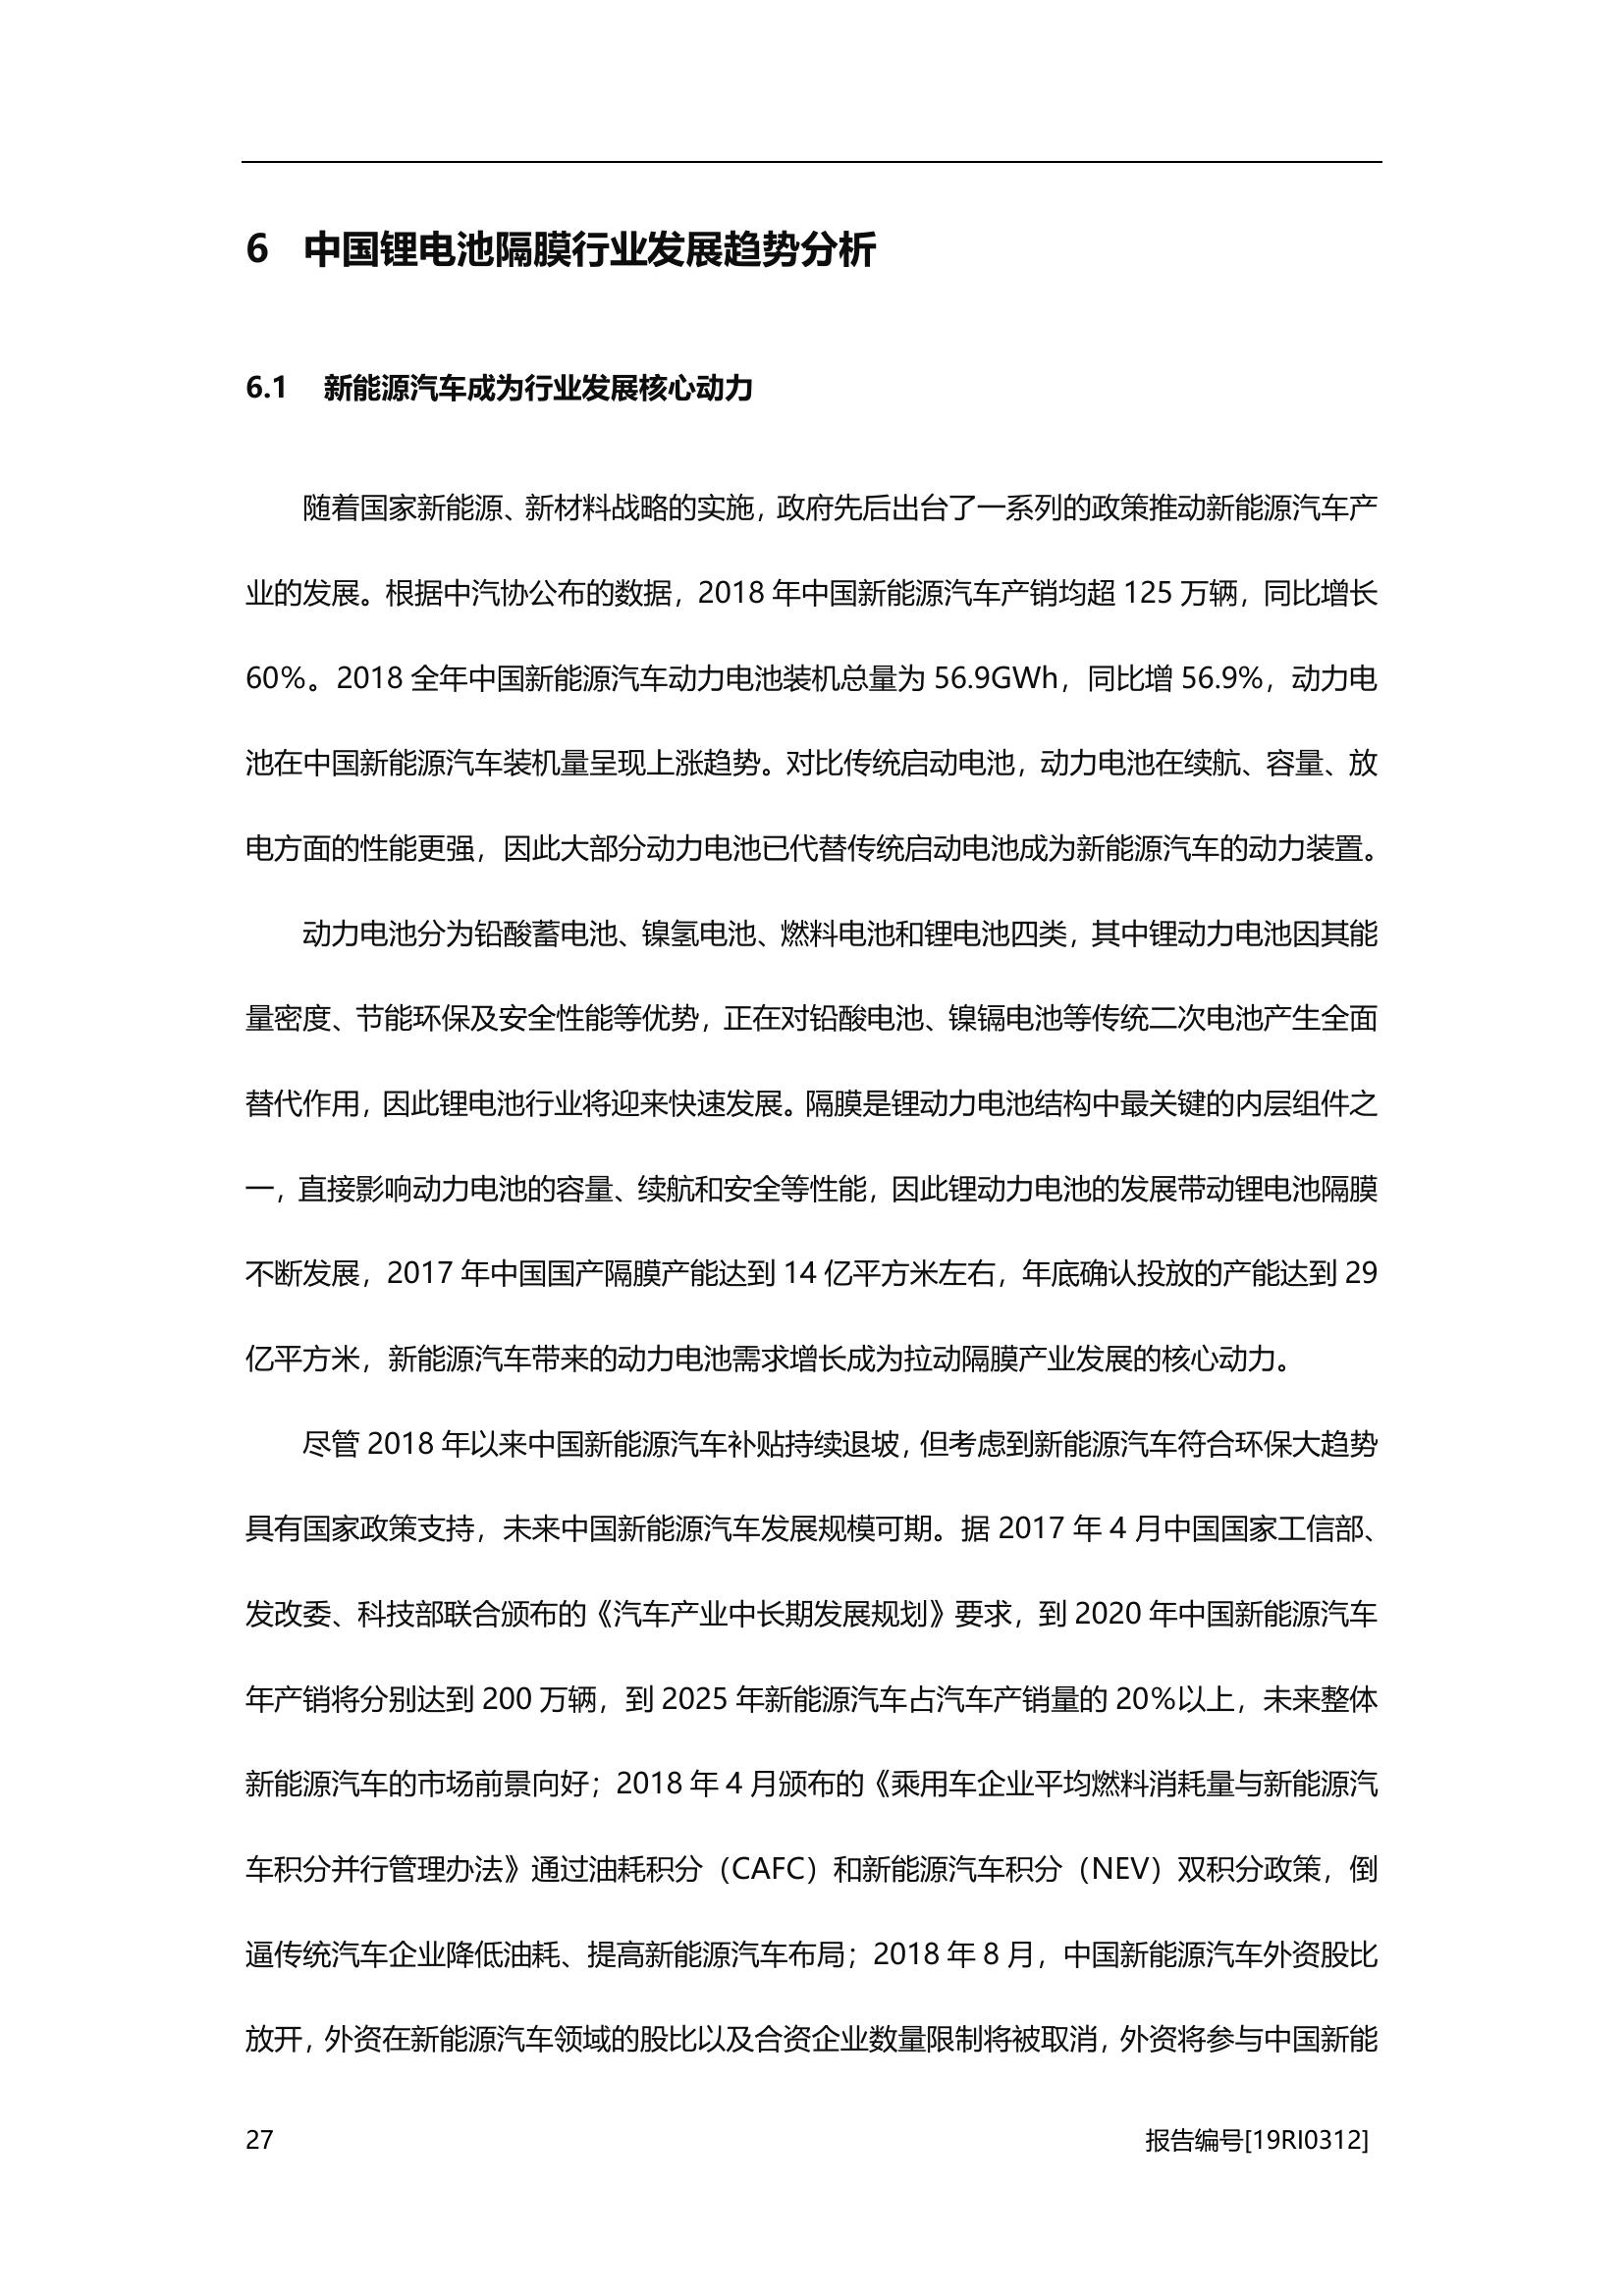 6 中国锂电池隔膜行业发展趋势分析
6.1 新能源汽车成为行业发展核心动力
随着国家新能源、新材料战略的实施，政府先后出台了一系列的政策推动新能源汽车产
业的发展。根据中汽协公布的数据，2018 年中国新能源汽车产销均超 125 万辆，同比增长
60%。2018 全年中国新能源汽车动力电池装机总量为 56.9GWh，同比增 56.9%，动力电
池在中国新能源汽车装机量呈现上涨趋势。对比传统启动电池，动力电池在续航、容量、放
电方面的性能更强，因此大部分动力电池已代替传统启动电池成为新能源汽车的动力装置。
动力电池分为铅酸蓄电池、镍氢电池、燃料电池和锂电池四类，其中锂动力电池因其能
量密度、节能环保及安全性能等优势，正在对铅酸电池、镍镉电池等传统二次电池产生全面
替代作用，因此锂电池行业将迎来快速发展。隔膜是锂动力电池结构中最关键的内层组件之
一，直接影响动力电池的容量、续航和安全等性能，因此锂动力电池的发展带动锂电池隔膜
不断发展，2017 年中国国产隔膜产能达到 14 亿平方米左右，年底确认投放的产能达到 29
亿平方米，新能源汽车带来的动力电池需求增长成为拉动隔膜产业发展的核心动力。
尽管 2018 年以来中国新能源汽车补贴持续退坡，但考虑到新能源汽车符合环保大趋势
具有国家政策支持，未来中国新能源汽车发展规模可期。据 2017 年 4 月中国国家工信部、
发改委、科技部联合颁布的《汽车产业中长期发展规划》要求，到 2020 年中国新能源汽车
年产销将分别达到 200 万辆，到 2025 年新能源汽车占汽车产销量的 20%以上，未来整体
新能源汽车的市场前景向好；2018 年 4 月颁布的《乘用车企业平均燃料消耗量与新能源汽
车积分并行管理办法》通过油耗积分（CAFC）和新能源汽车积分（NEV）双积分政策，倒
逼传统汽车企业降低油耗、提高新能源汽车布局；2018 年 8 月，中国新能源汽车外资股比
放开，外资在新能源汽车领域的股比以及合资企业数量限制将被取消，外资将参与中国新能
27
报告编号[19RI0312]